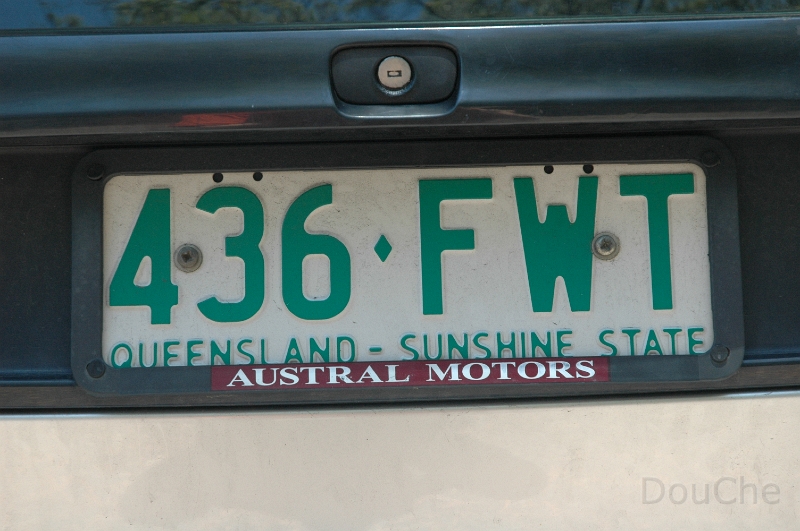 436♦FWT
QUEENSLAND - SUNSHINE STATE
AUSTRAL MOTORS
DouChe